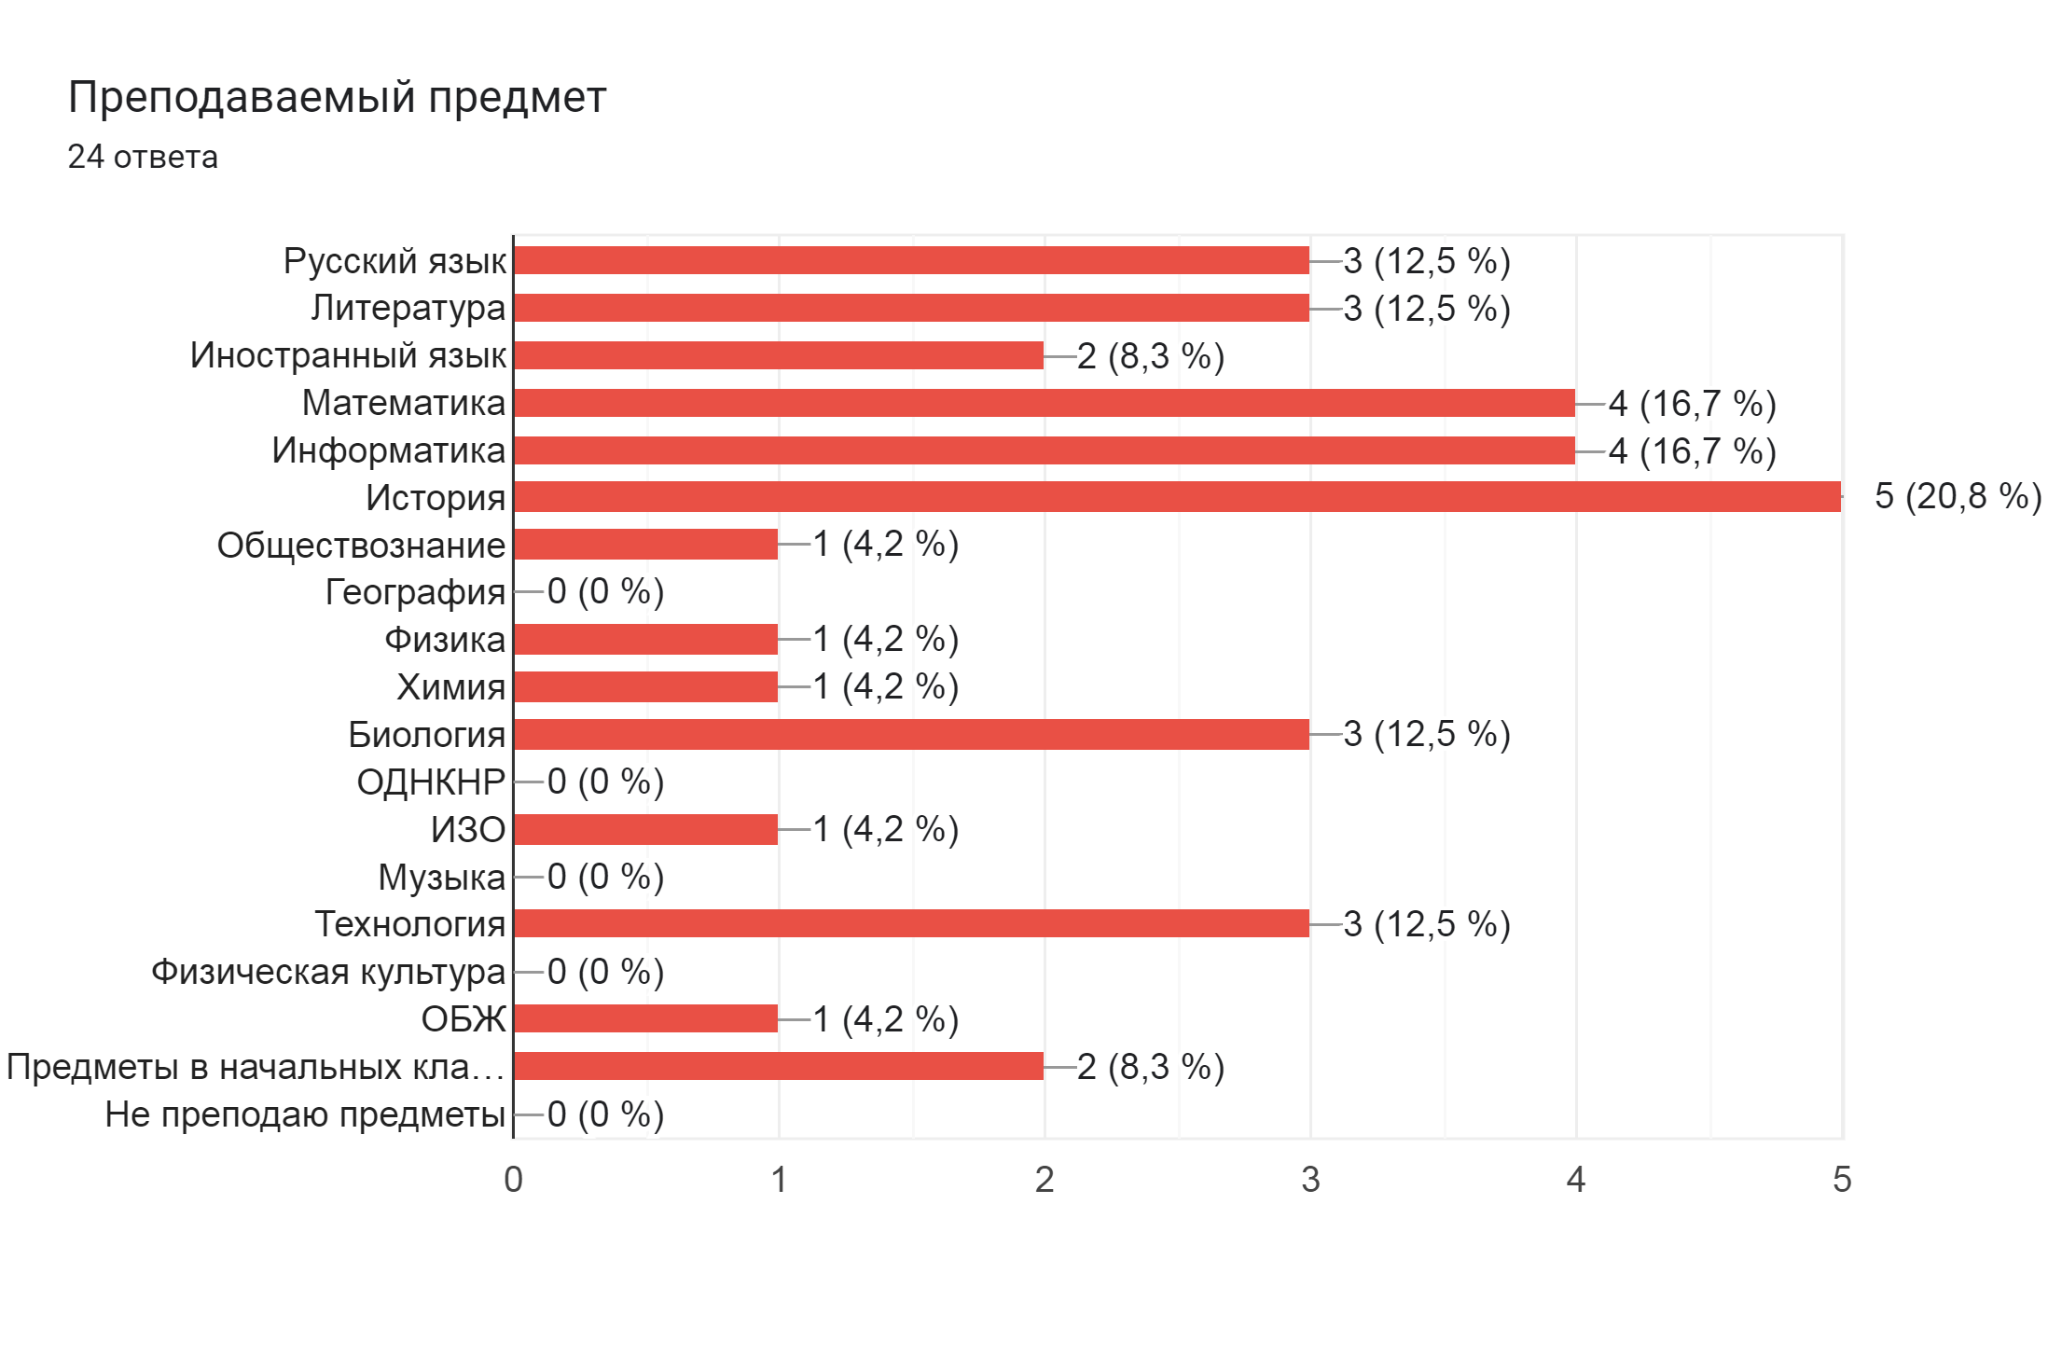 Преподаваемый предмет
24 ответа
Русский язык 3 (12,5 %)
Литература 3 (12,5 %)
Иностранный язык 2 (8,3 %)
Математика 4 (16,7 %)
Информатика 4 (16,7 %)
История 5 (20,8 %)
Обществознание 1 (4,2 %)
География 0 (0 %)
Физика 1 (4,2 %)
Химия 1 (4,2 %)
Биология 3 (12,5 %)
ОДНКНР 0 (0 %)
ИЗО 1 (4,2 %)
Музыка 0 (0 %)
Технология 3 (12,5 %)
Физическая культура 0 (0 %)
ОБЖ 1 (4,2 %)
Предметы в начальных кла… 2 (8,3 %)
Не преподаю предметы 0 (0 %)
0 1 2 3 4 5